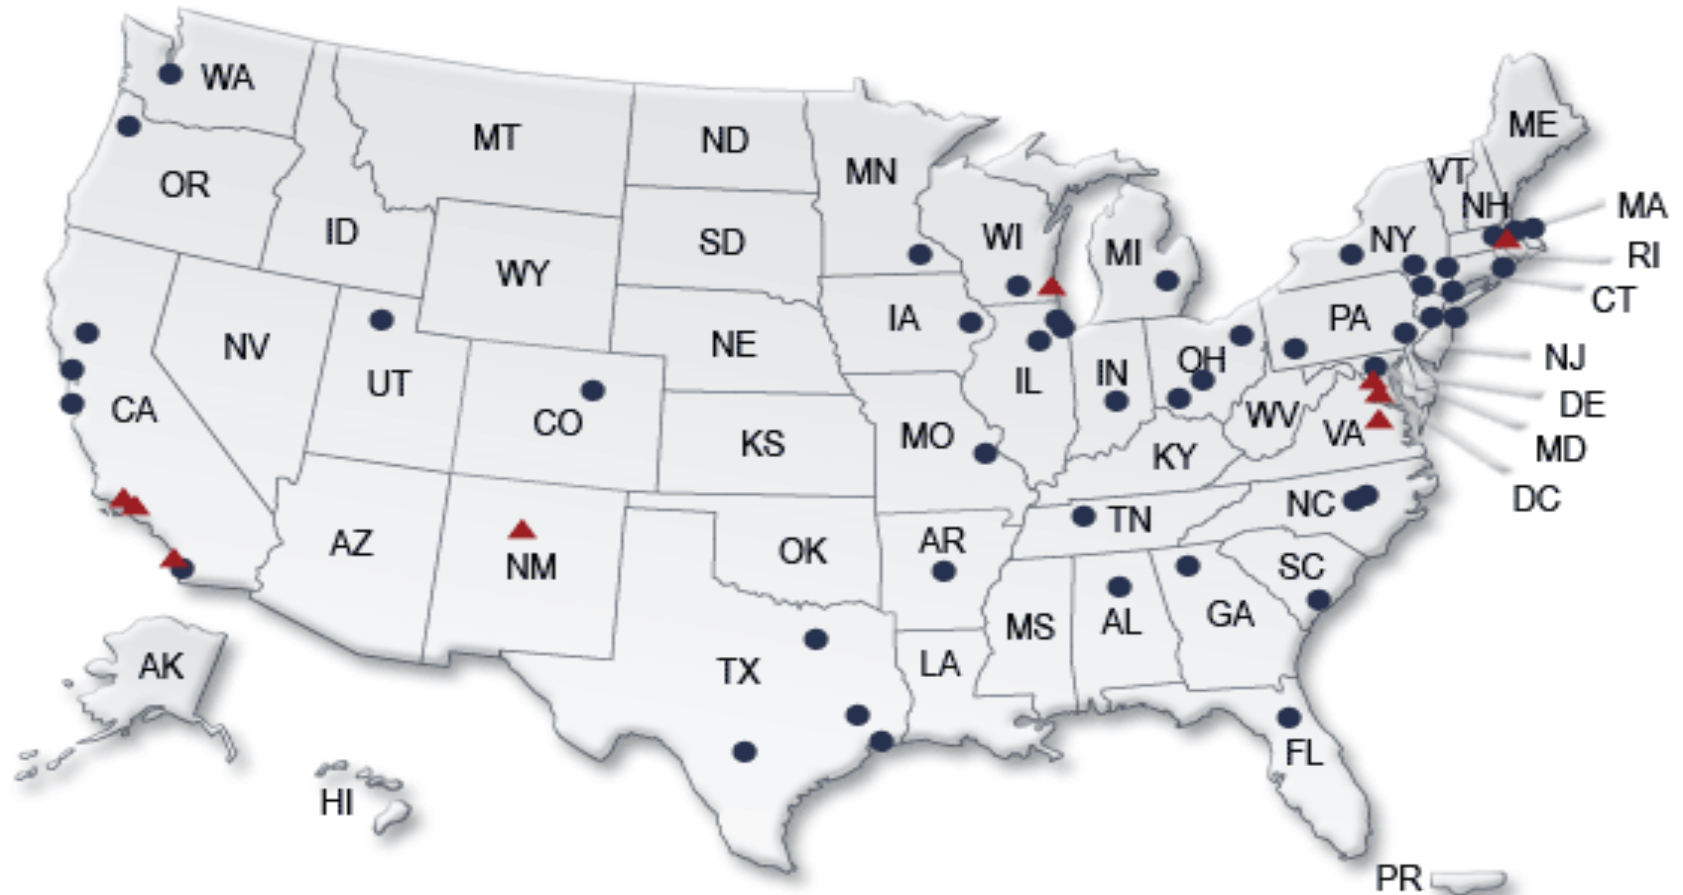 WA
MT
ND
MN
ME
VT
NH
MA
OR
ID
WY
SD
WI
MI
NY
RI
CT
NV
UT
CO
NE
IA
IL
IN
OH
PA
NJ
DE
MD
DC
CA
KS
MO
KY
WV
VA
AZ
NM
OK
AR
TN
NC
SC
TX
LA
MS
AL
GA
FL
AK
HI
PR